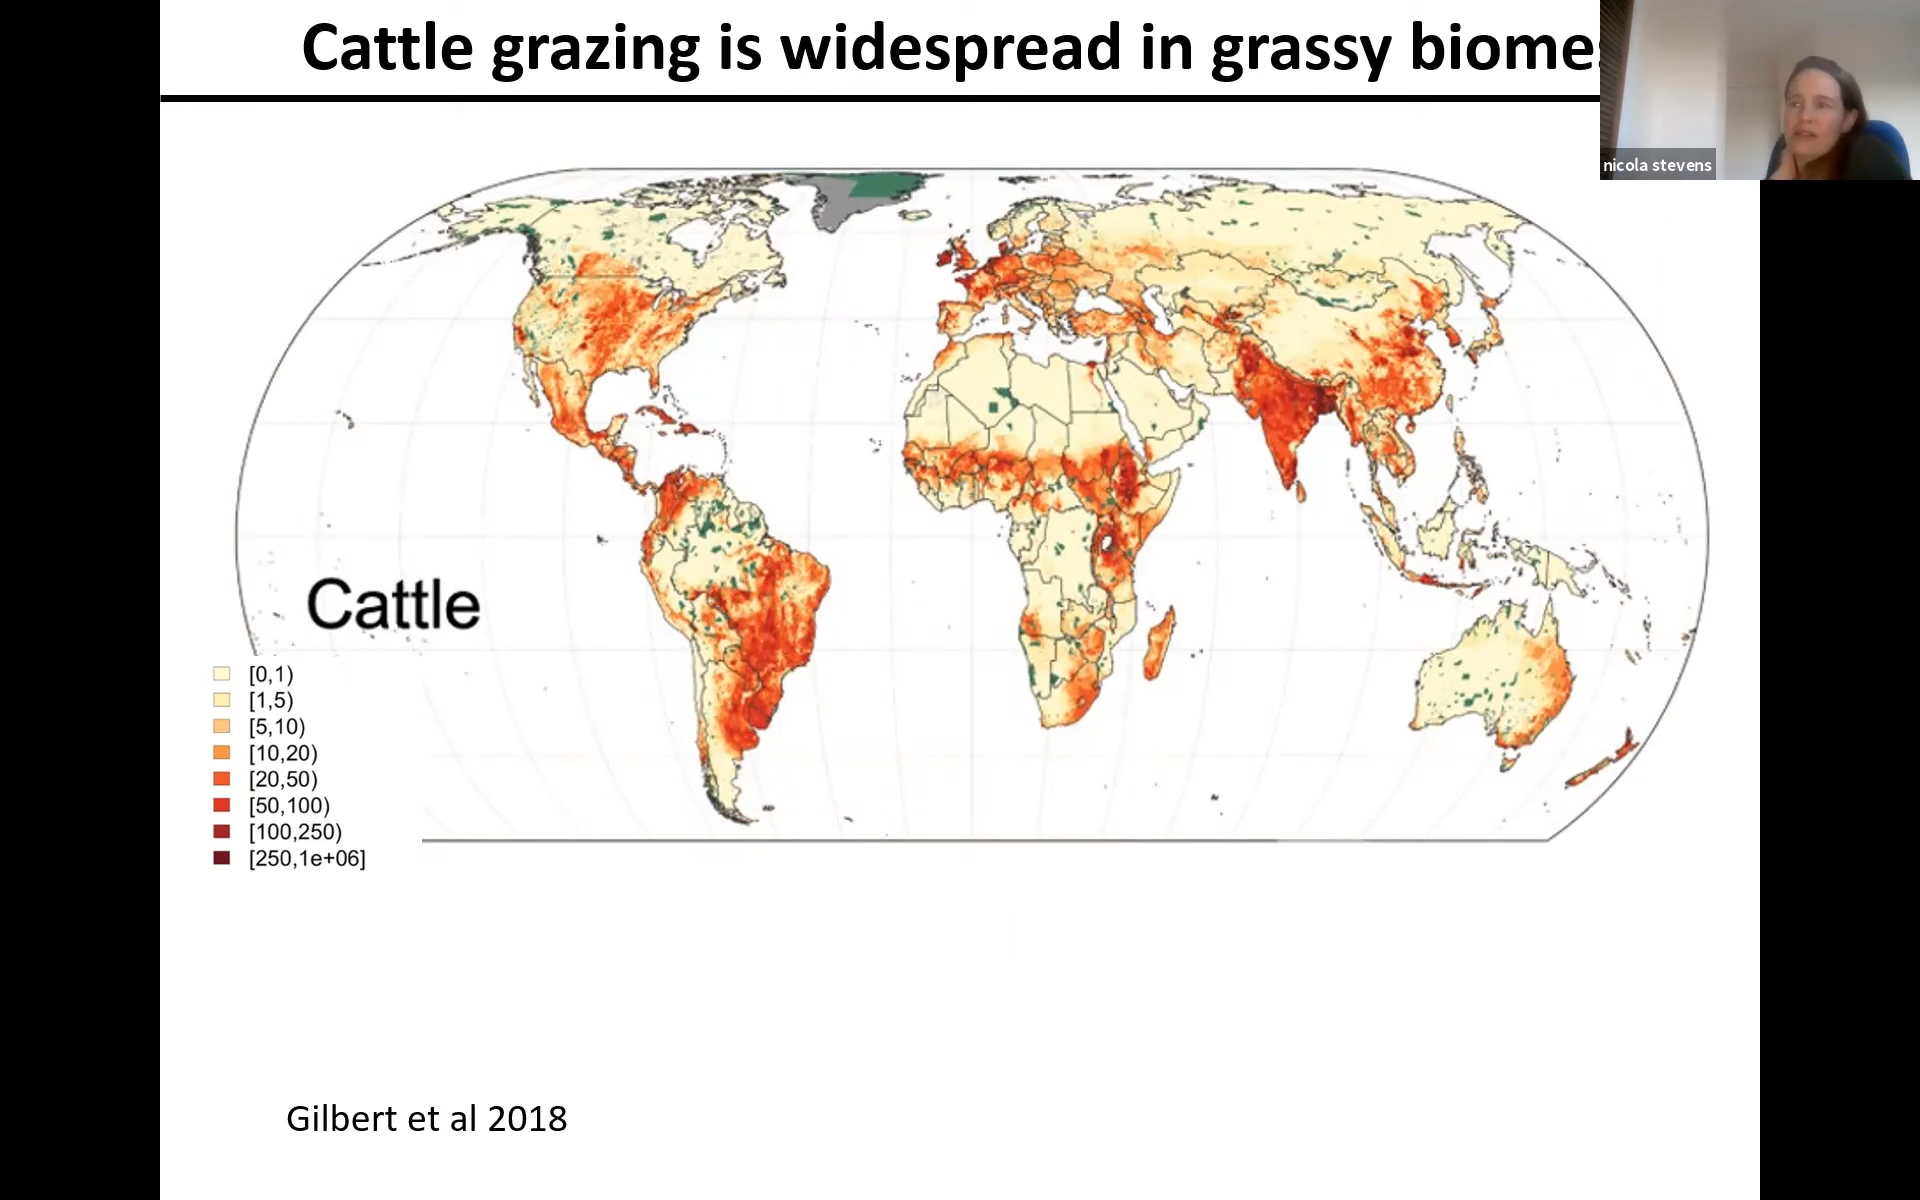 Cattle grazing is widespread in grassy biomes
nicola stevens
Cattle
[0,1)
[1,5)
[5,10)
[10,20)
[20,50)
[50,100)
[100,250)
[250,1e+06]
Gilbert et al 2018